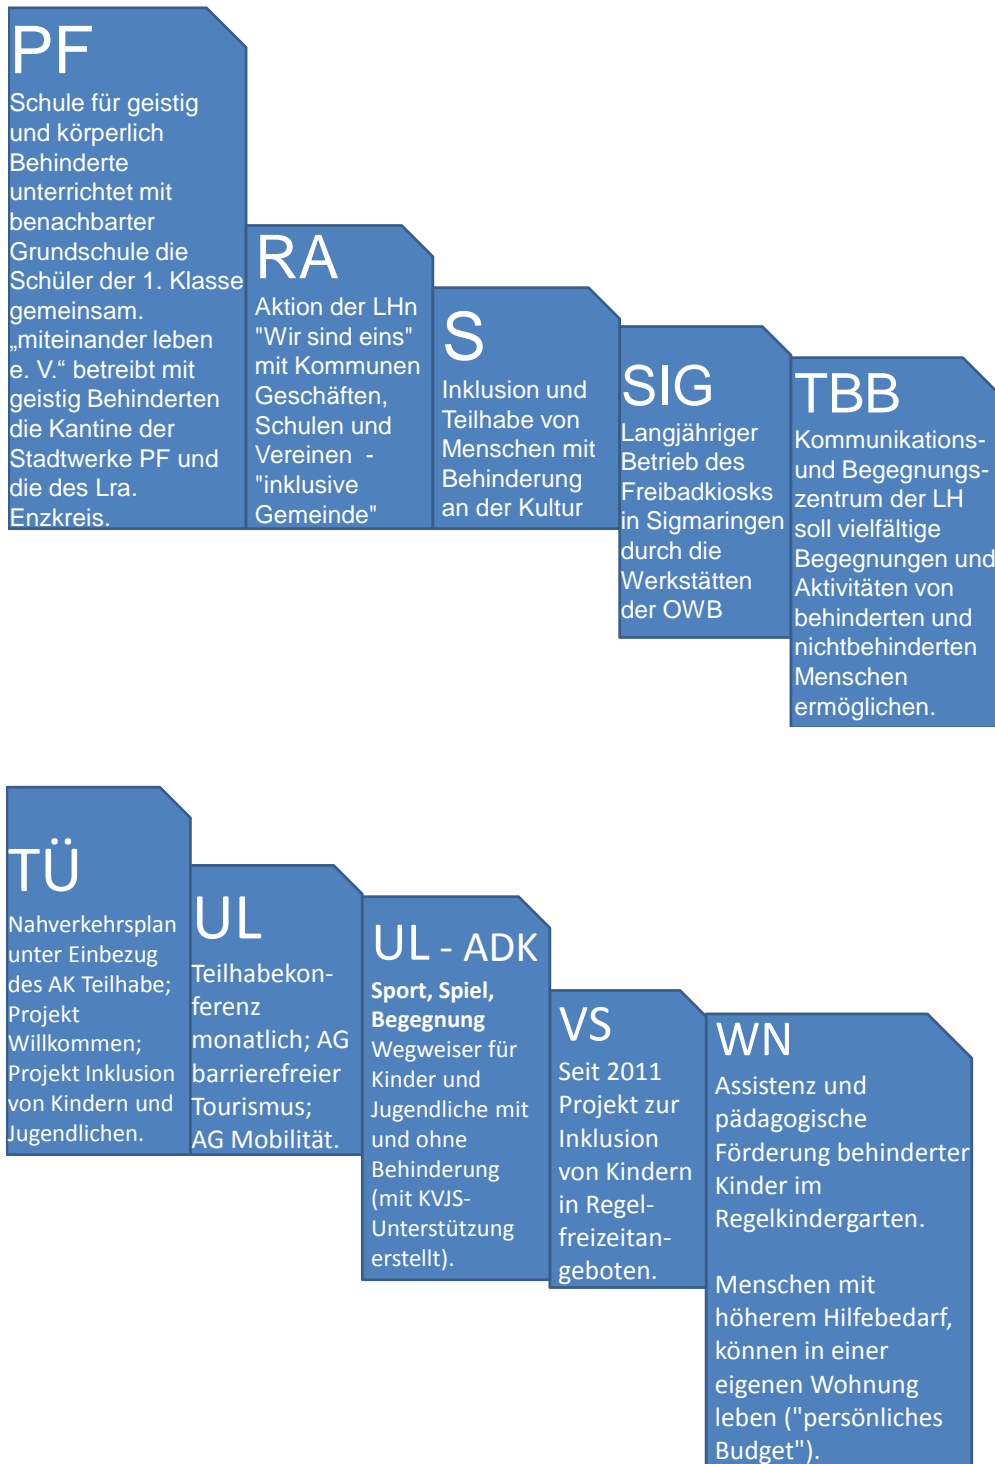 PF
Schule für geistig
und körperlich
Behinderte
unterrichtet mit
benachbarter
Grundschule die
Schüler der 1. Klasse
gemeinsam.
„miteinander leben
e. V.“ betreibt mit
geistig Behinderten
die Kantine der
Stadtwerke PF und
die des Lra.
Enzkreis.
RA
Aktion der LHn
"Wir sind eins"
mit Kommunen
Geschäften,
Schulen und
Vereinen -
"inklusive
Gemeinde"
S
Inklusion und
Teilhabe von
Menschen mit
Behinderung
an der Kultur
SIG
Langjähriger
Betrieb des
Freibadkiosks
in Sigmaringen
durch die
Werkstätten
der OWB
TBB
Kommunikations-
und Begegnungs-
zentrum der LH
soll vielfältige
Begegnungen und
Aktivitäten von
behinderten und
nichtbehinderten
Menschen
ermöglichen.
TÜ
Nahverkehrsplan
unter Einbezug
des AK Teilhabe;
Projekt
Willkommen;
Projekt Inklusion
von Kindern und
Jugendlichen.
UL
Teilhabekon-
ferenz
monatlich; AG
barrierefreier
Tourismus;
AG Mobilität.
UL - ADK
Sport, Spiel,
Begegnung
Wegweiser für
Kinder und
Jugendliche mit
und ohne
Behinderung
(mit KVJS-
Unterstützung
erstellt).
VS
Seit 2011
Projekt zur
Inklusion
von Kindern
in Regel-
freizeitan-
geboten.
WN
Assistenz und
pädagogische
Förderung behinderter
Kinder im
Regelkindergarten.
Menschen mit
höherem Hilfebedarf,
können in einer
eigenen Wohnung
leben ("persönliches
Budget").